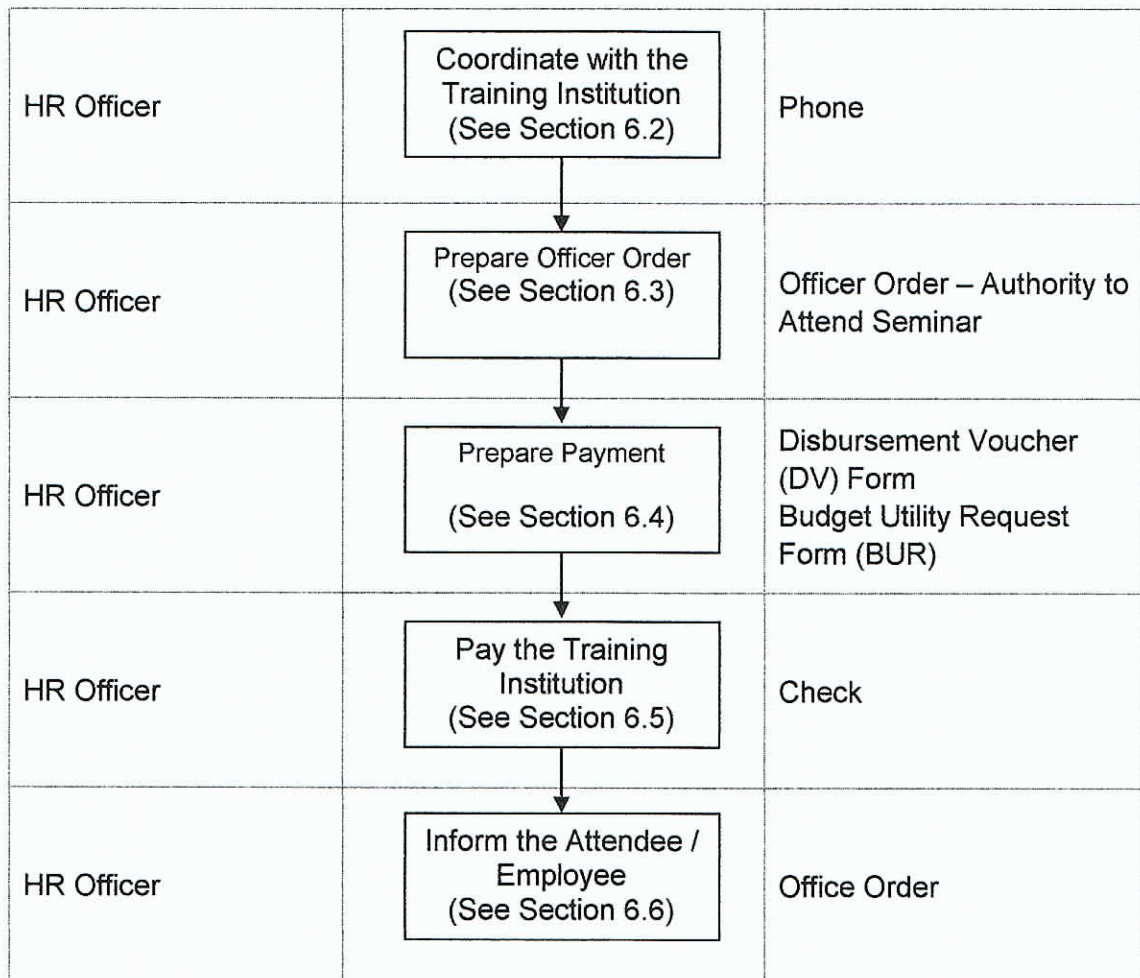 HR Officer
Coordinate with the
Training Institution
(See Section 6.2)
Phone
HR Officer
Prepare Officer Order
(See Section 6.3)
Officer Order – Authority to
Attend Seminar
HR Officer
Prepare Payment
(See Section 6.4)
Disbursement Voucher
(DV) Form
Budget Utility Request
Form (BUR)
HR Officer
Pay the Training
Institution
(See Section 6.5)
Check
HR Officer
Inform the Attendee /
Employee
(See Section 6.6)
Office Order